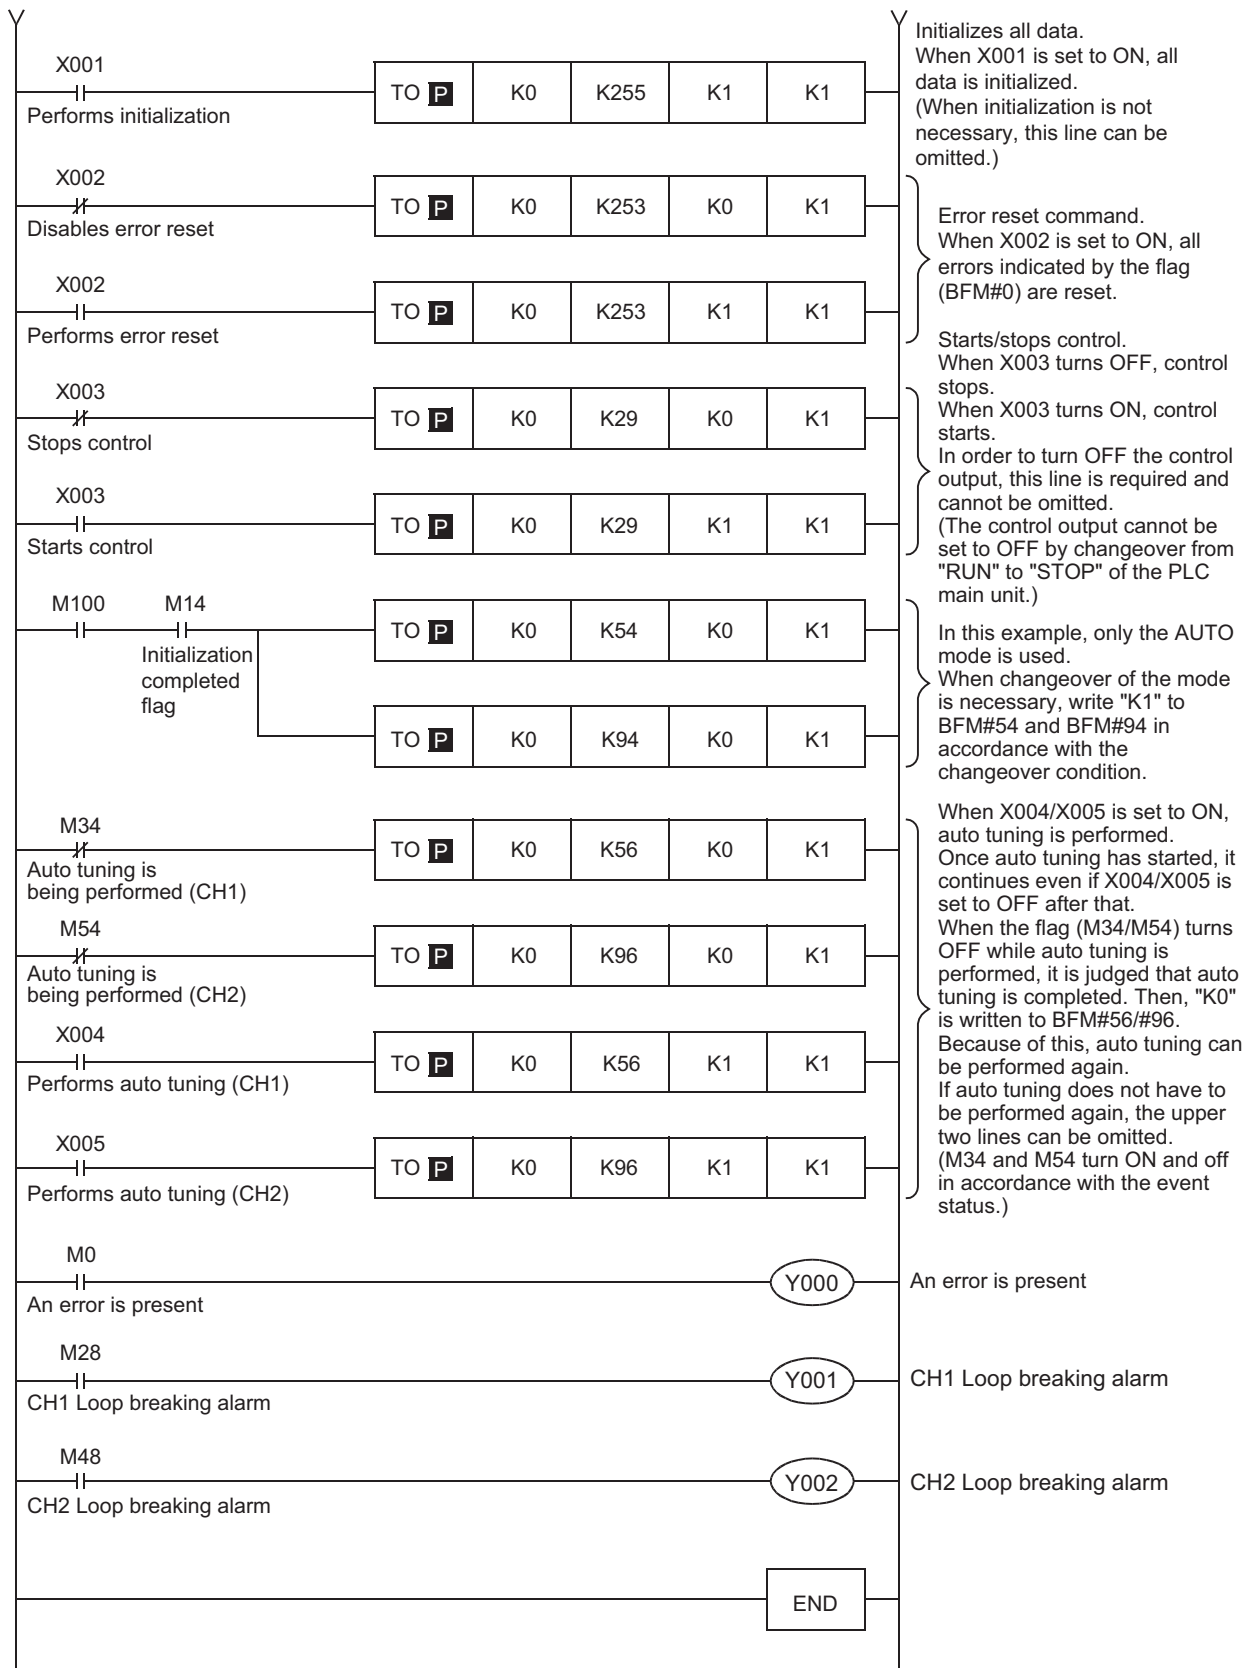 Initializes all data.
When X001 is set to ON, all
data is initialized.
(When initialization is not
necessary, this line can be
omitted.)
X001
TO P K0 K255 K1 K1
Performs initialization
X002
TO P K0 K253 K0 K1
Disables error reset
Error reset command.
When X002 is set to ON, all
errors indicated by the flag
(BFM#0) are reset.
X002
TO P K0 K253 K1 K1
Performs error reset
Starts/stops control.
When X003 turns OFF, control
stops.
When X003 turns ON, control
starts.
In order to turn OFF the control
output, this line is required and
cannot be omitted.
(The control output cannot be
set to OFF by changeover from
"RUN" to "STOP" of the PLC
main unit.)
X003
TO P K0 K29 K0 K1
Stops control
X003
TO P K0 K29 K1 K1
Starts control
M100 M14
TO P K0 K54 K0 K1
Initialization
completed
flag
TO P K0 K94 K0 K1
In this example, only the AUTO
mode is used.
When changeover of the mode
is necessary, write "K1" to
BFM#54 and BFM#94 in
accordance with the
changeover condition.
M34
TO P K0 K56 K0 K1
Auto tuning is
being performed (CH1)
M54
TO P K0 K96 K0 K1
Auto tuning is
being performed (CH2)
X004
TO P K0 K56 K1 K1
Performs auto tuning (CH1)
X005
TO P K0 K96 K1 K1
Performs auto tuning (CH2)
When X004/X005 is set to ON,
auto tuning is performed.
Once auto tuning has started, it
continues even if X004/X005 is
set to OFF after that.
When the flag (M34/M54) turns
OFF while auto tuning is
performed, it is judged that auto
tuning is completed. Then, "K0"
is written to BFM#56/#96.
Because of this, auto tuning can
be performed again.
If auto tuning does not have to
be performed again, the upper
two lines can be omitted.
(M34 and M54 turn ON and off
in accordance with the event
status.)
M0
Y000 An error is present
An error is present
M28
Y001 CH1 Loop breaking alarm
CH1 Loop breaking alarm
M48
Y002 CH2 Loop breaking alarm
CH2 Loop breaking alarm
END